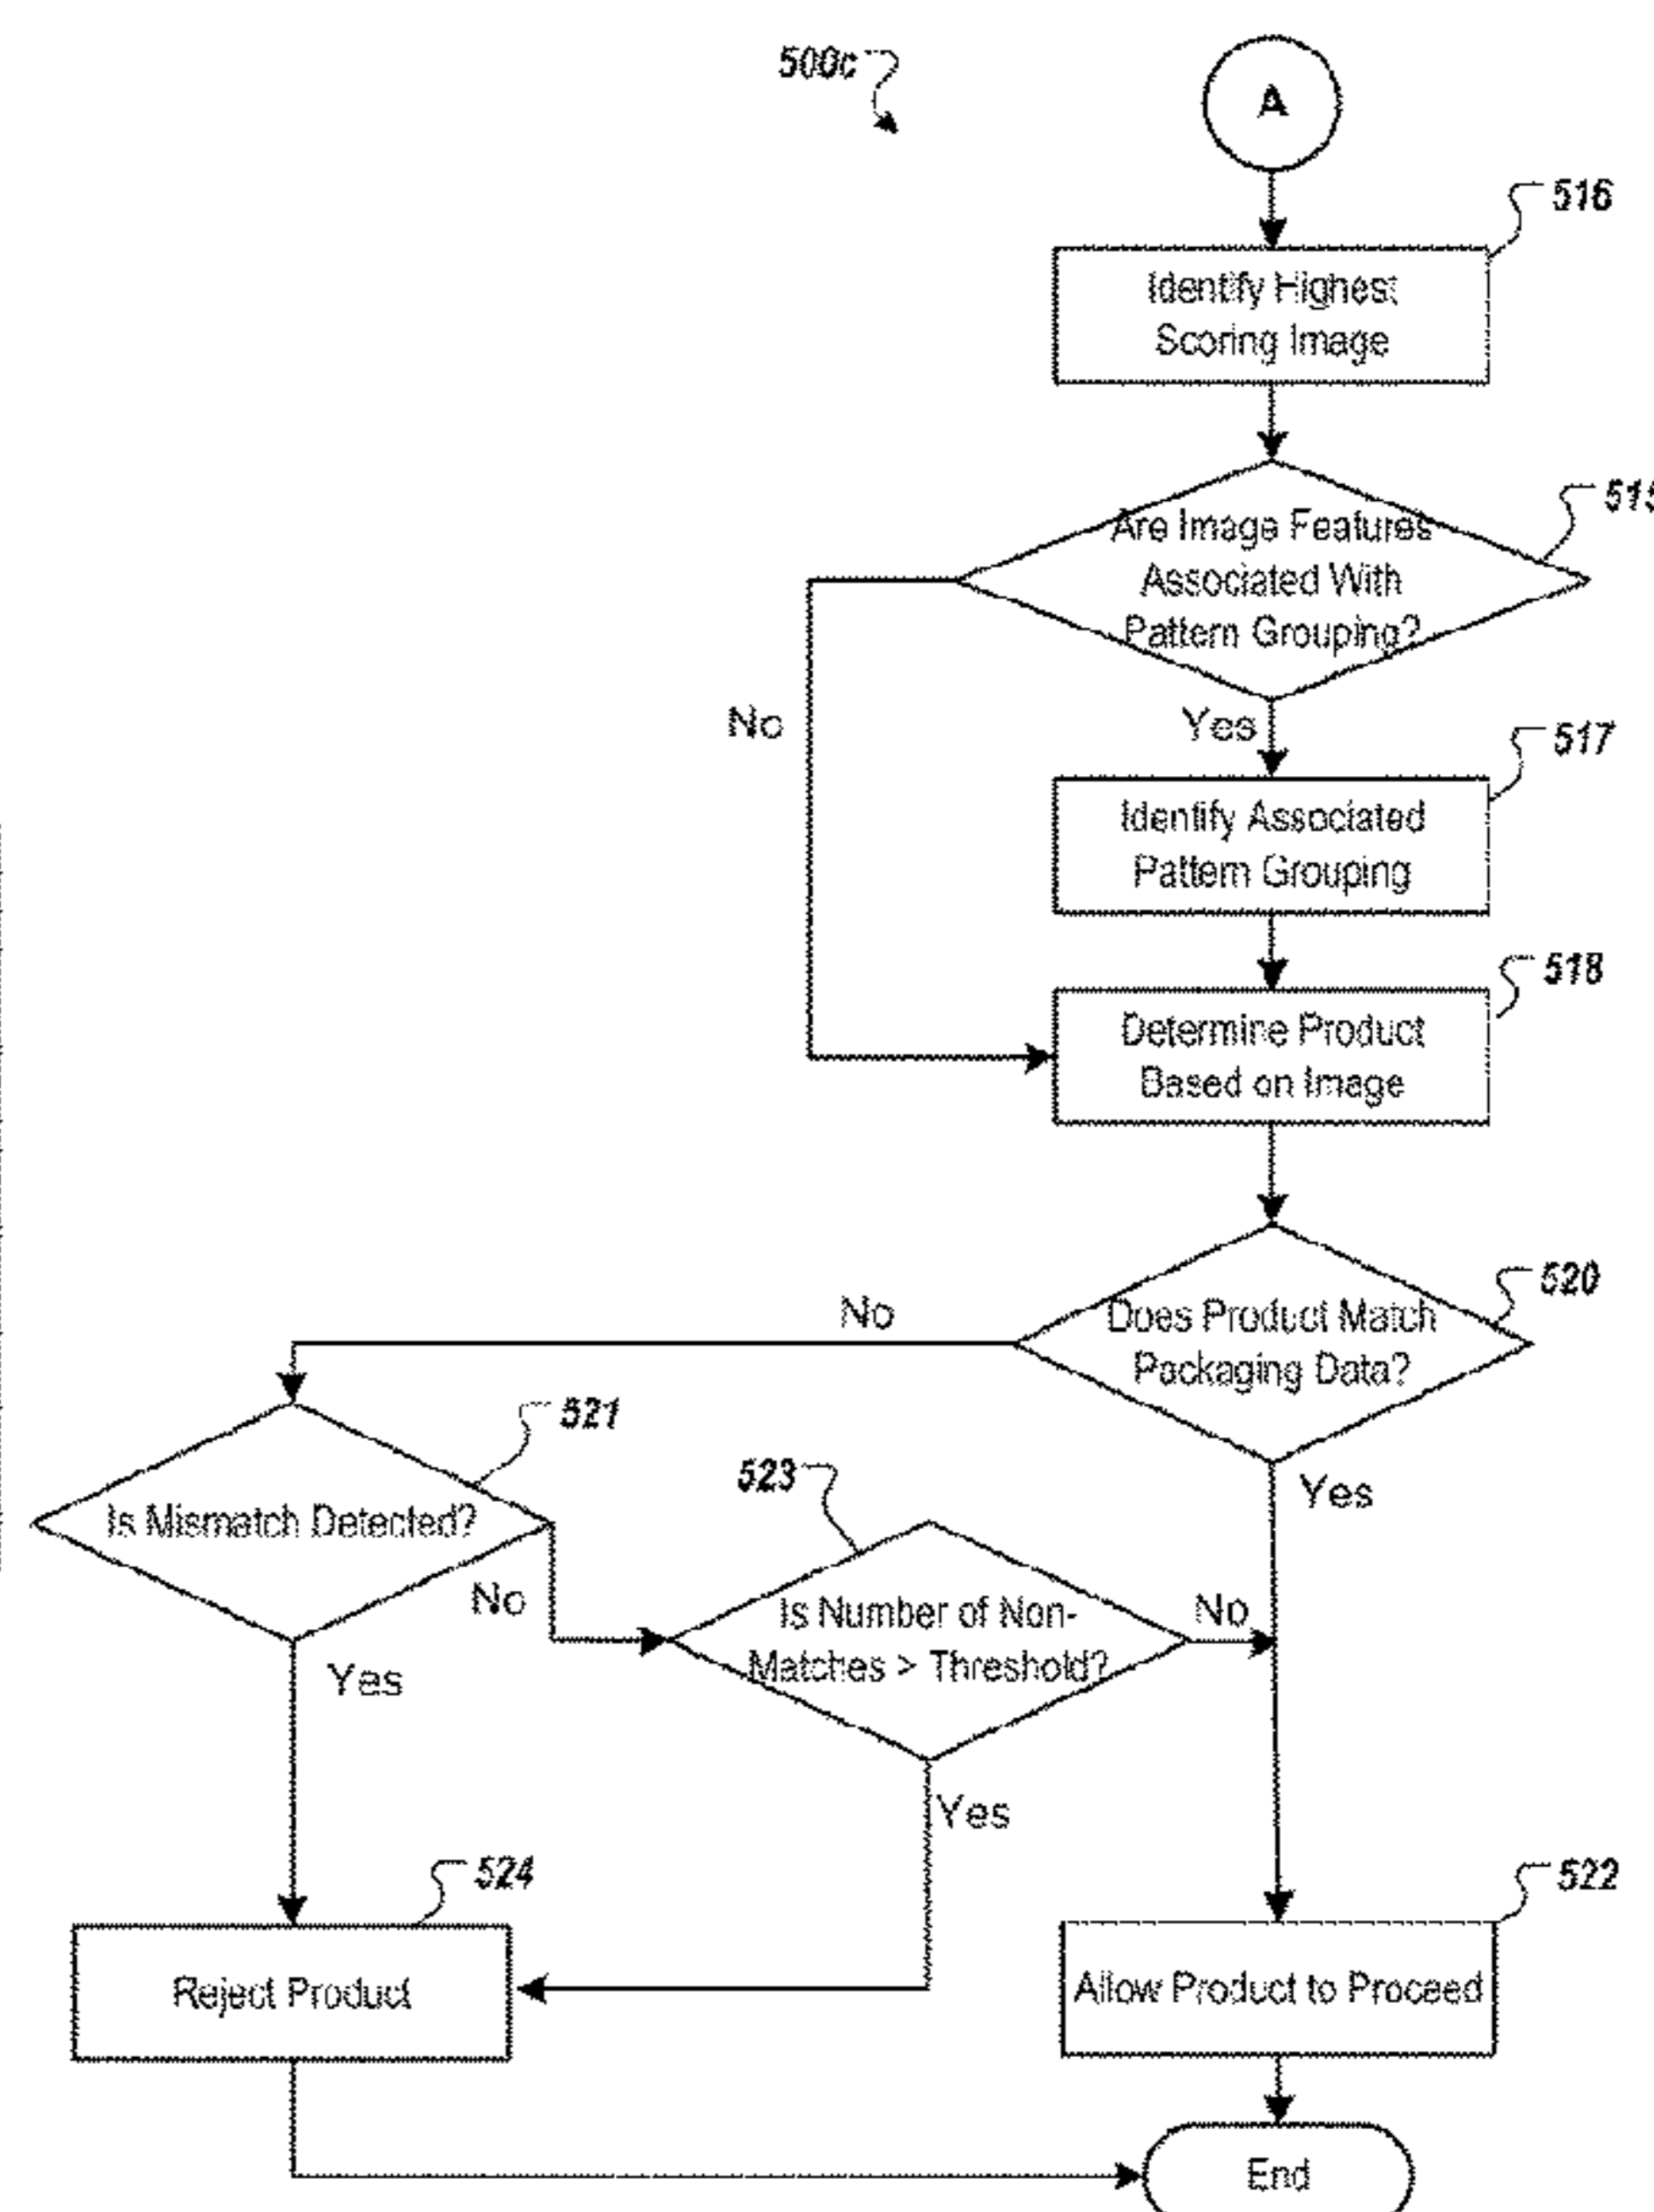 500c
A
516
Identify Highest
Scoring Image
515
Are Image Features
Associated With
Pattern Grouping?
No
Yes
517
Identify Associated
Pattern Grouping
518
Determine Product
Based on Image
520
Does Product Match
Packaging Data?
No
Yes
521
Is Mismatch Detected?
No
Yes
523
Is Number of Non-
Matches > Threshold?
No
Yes
524
Reject Product
522
Allow Product to Proceed
End